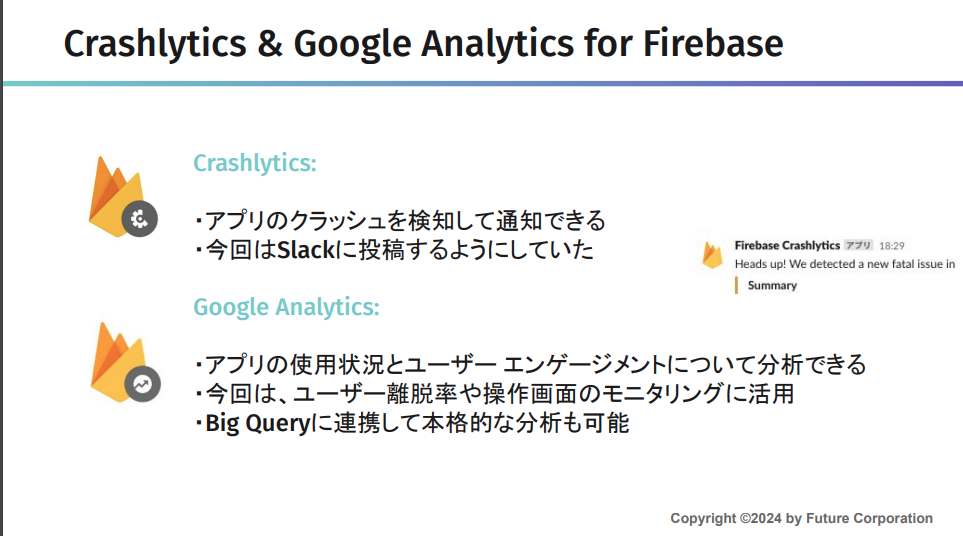 Crashlytics & Google Analytics for Firebase
Crashlytics:
・アプリのクラッシュを検知して通知できる
・今回はSlackに投稿するようにしていた
Firebase Crashlytics アプリ 18:29
Heads up! We detected a new fatal issue in
Summary
Google Analytics:
・アプリの使用状況とユーザー エンゲージメントについて分析できる
・今回は、ユーザー離脱率や操作画面のモニタリングに活用
・Big Queryに連携して本格的な分析も可能
Copyright ©2024 by Future Corporation